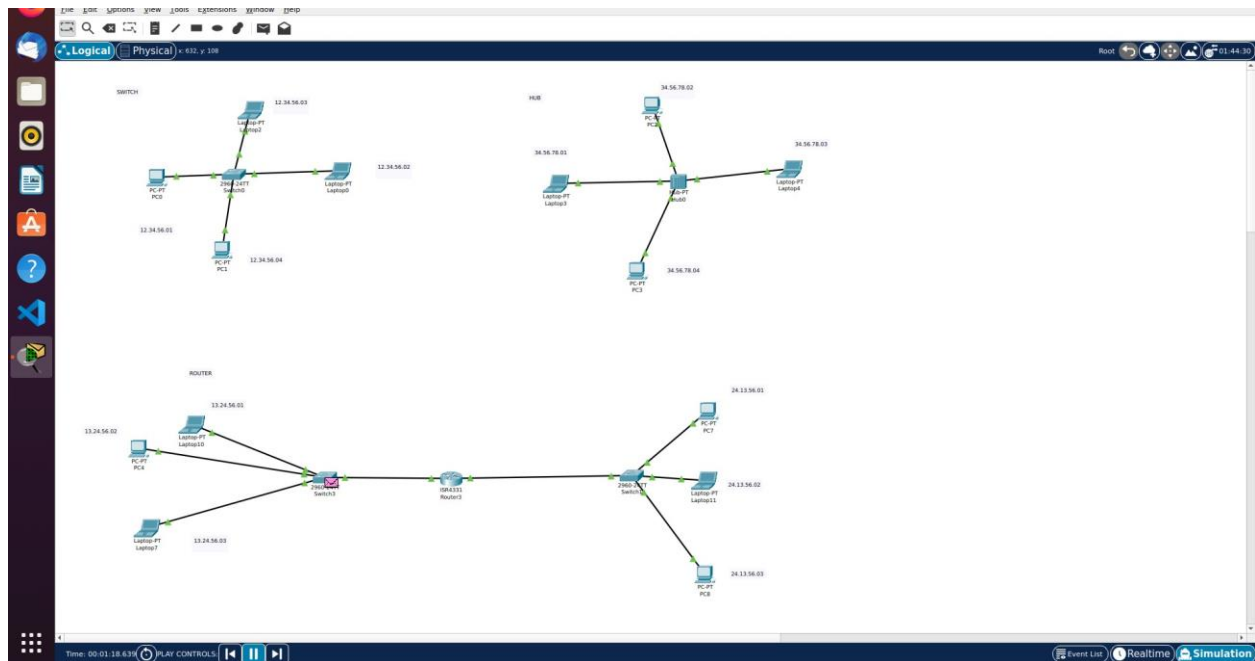 File Edit Options View Tools Extensions Window Help
Logical Physical x: 632, y: 108 Root 01:44:30
SWITCH
12.34.56.03
Laptop-PT
Laptop2
12.34.56.02
PC-PT
PC0
2960-24TT
Switch0
Laptop-PT
Laptop0
12.34.56.01
PC-PT
PC1
12.34.56.04
HUB
34.56.78.02
PC-PT
34.56.78.01
34.56.78.03
Laptop-PT
Laptop3
Hub-PT
Hub0
Laptop-PT
Laptop4
PC-PT
PC3
34.56.78.04
ROUTER
13.24.56.01
13.24.56.02
Laptop-PT
Laptop10
PC-PT
PC4
2960-24TT
Switch3
ISR4331
Router3
Laptop-PT
Laptop7
13.24.56.03
24.13.56.01
PC-PT
PC7
2960-24TT
Laptop-PT
Laptop11
24.13.56.02
PC-PT
24.13.56.03
Time: 00:01:18.639 PLAY CONTROLS: Event List Realtime Simulation